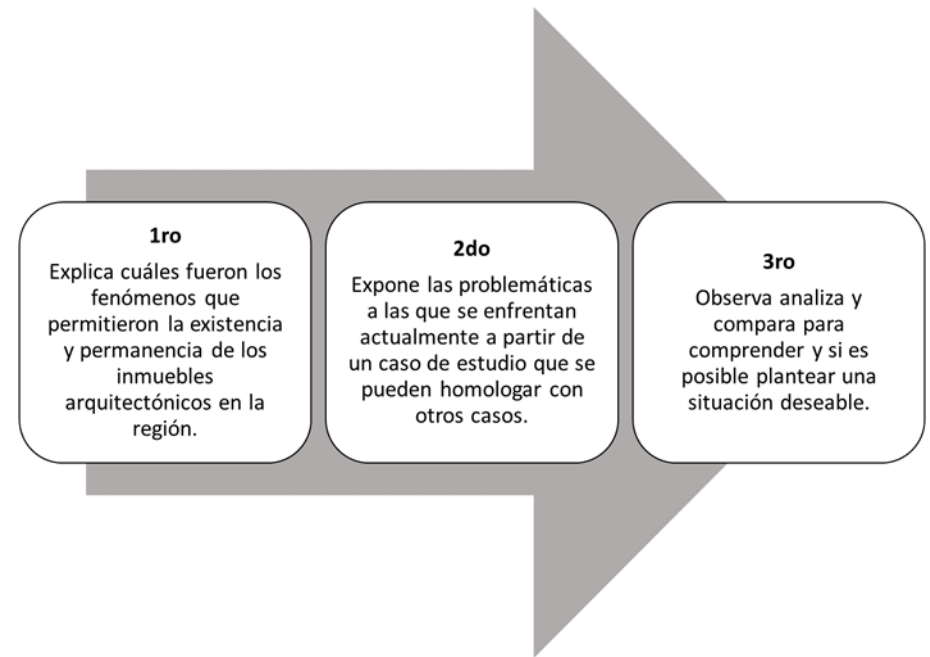 1ro
Explica cuáles fueron los
fenómenos que
permitieron la existencia
y permanencia de los
inmuebles
arquitectónicos en la
región.
2do
Expone las problemáticas
a las que se enfrentan
actualmente a partir de
un caso de estudio que se
pueden homologar con
otros casos.
3ro
Observa analiza y
compara para
comprender y si es
posible plantear una
situación deseable.